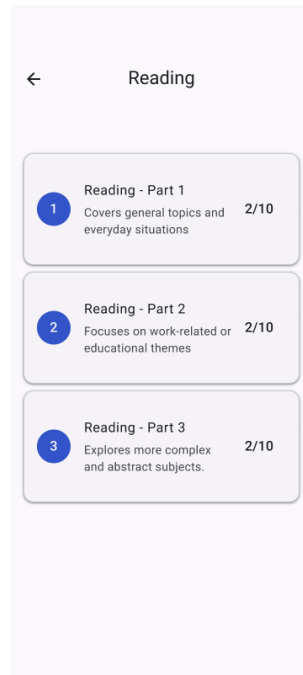 Reading
1
Reading - Part 1
Covers general topics and
everyday situations
2/10
2
Reading - Part 2
Focuses on work-related or
educational themes
2/10
3
Reading - Part 3
Explores more complex
and abstract subjects.
2/10